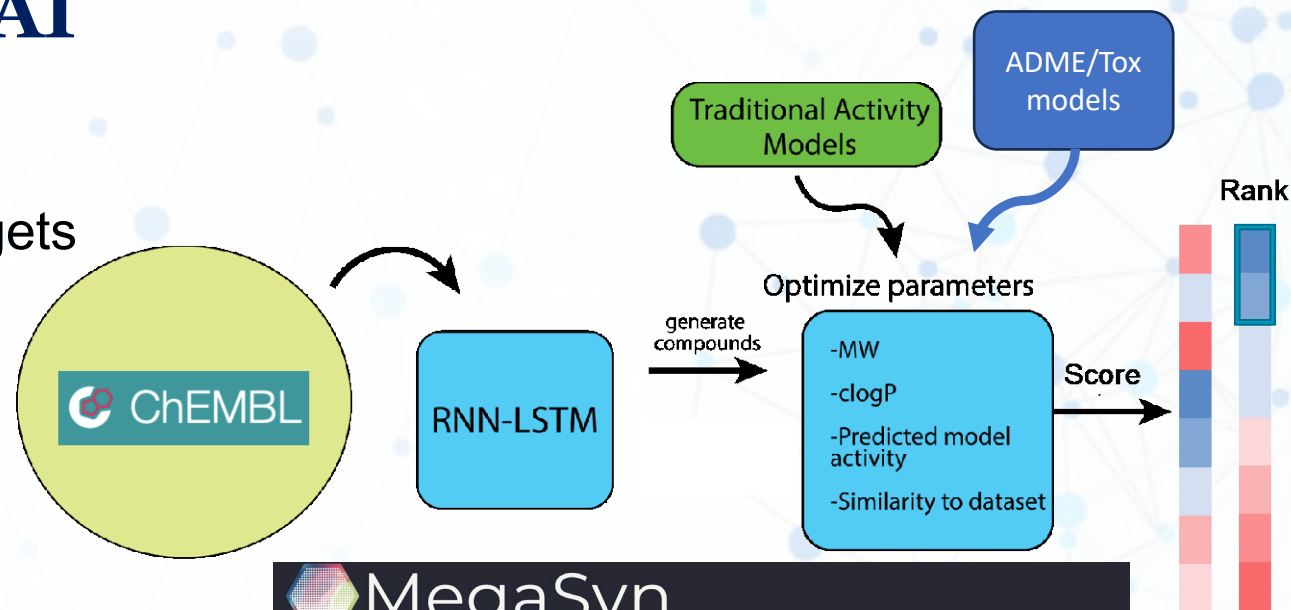 AI
gets
ChEMBL
RNN-LSTM
generate
compounds
Traditional Activity
Models
ADME/Tox
models
Optimize parameters
-MW
-clogP
-Predicted model
activity
-Similarity to dataset
Score
Rank
MegaSyn